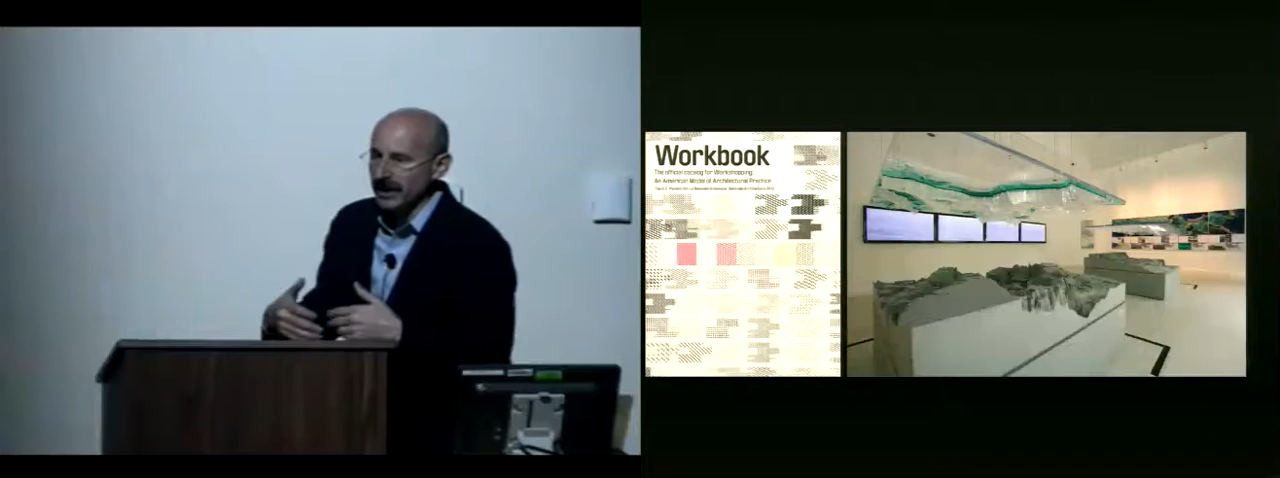 Workbook
The official catalog for Workshopping
An American Model of Architectural Practice